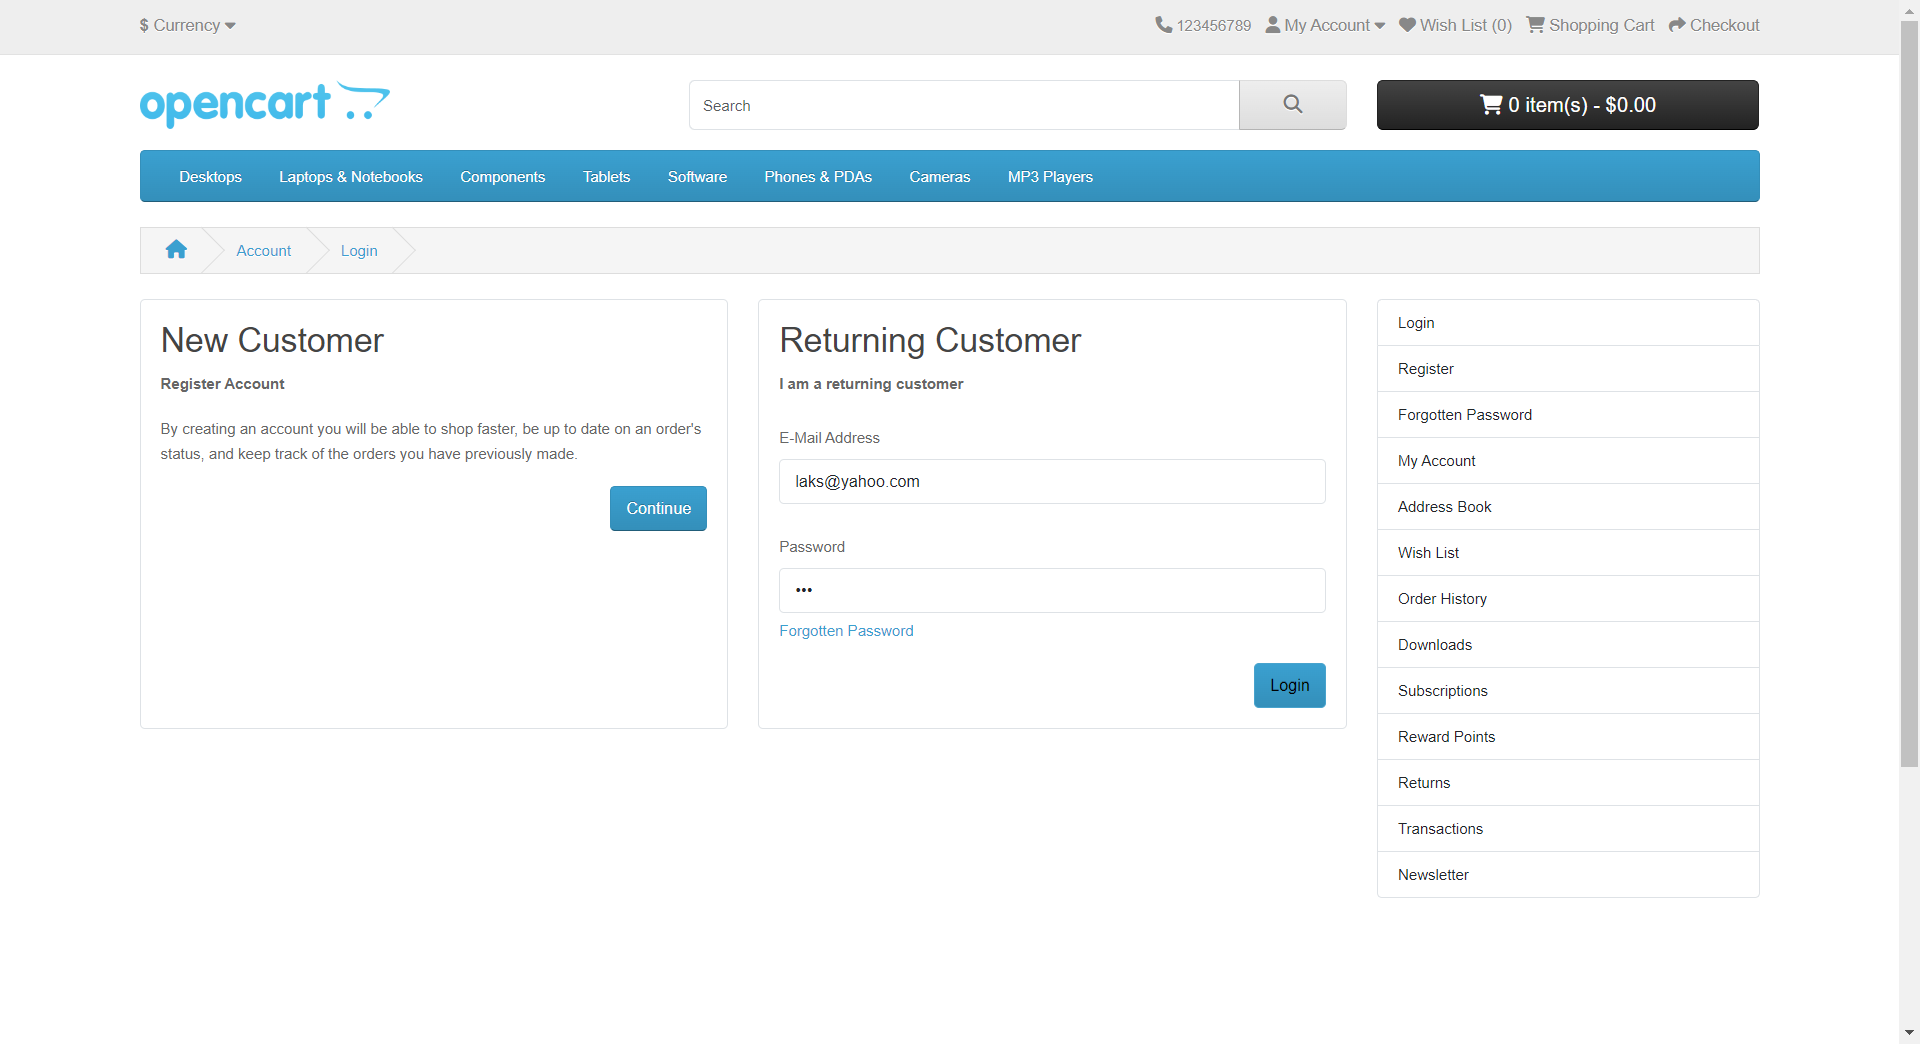 $ Currency
123456789 My Account Wish List (0) Shopping Cart Checkout
opencart
Search
0 item(s) - $0.00
Desktops Laptops & Notebooks Components Tablets Software Phones & PDAs Cameras MP3 Players
Account Login
New Customer
Register Account
By creating an account you will be able to shop faster, be up to date on an order's
status, and keep track of the orders you have previously made.
Continue
Returning Customer
I am a returning customer
E-Mail Address
laks@yahoo.com
Password
•••
Forgotten Password
Login
Login
Register
Forgotten Password
My Account
Address Book
Wish List
Order History
Downloads
Subscriptions
Reward Points
Returns
Transactions
Newsletter